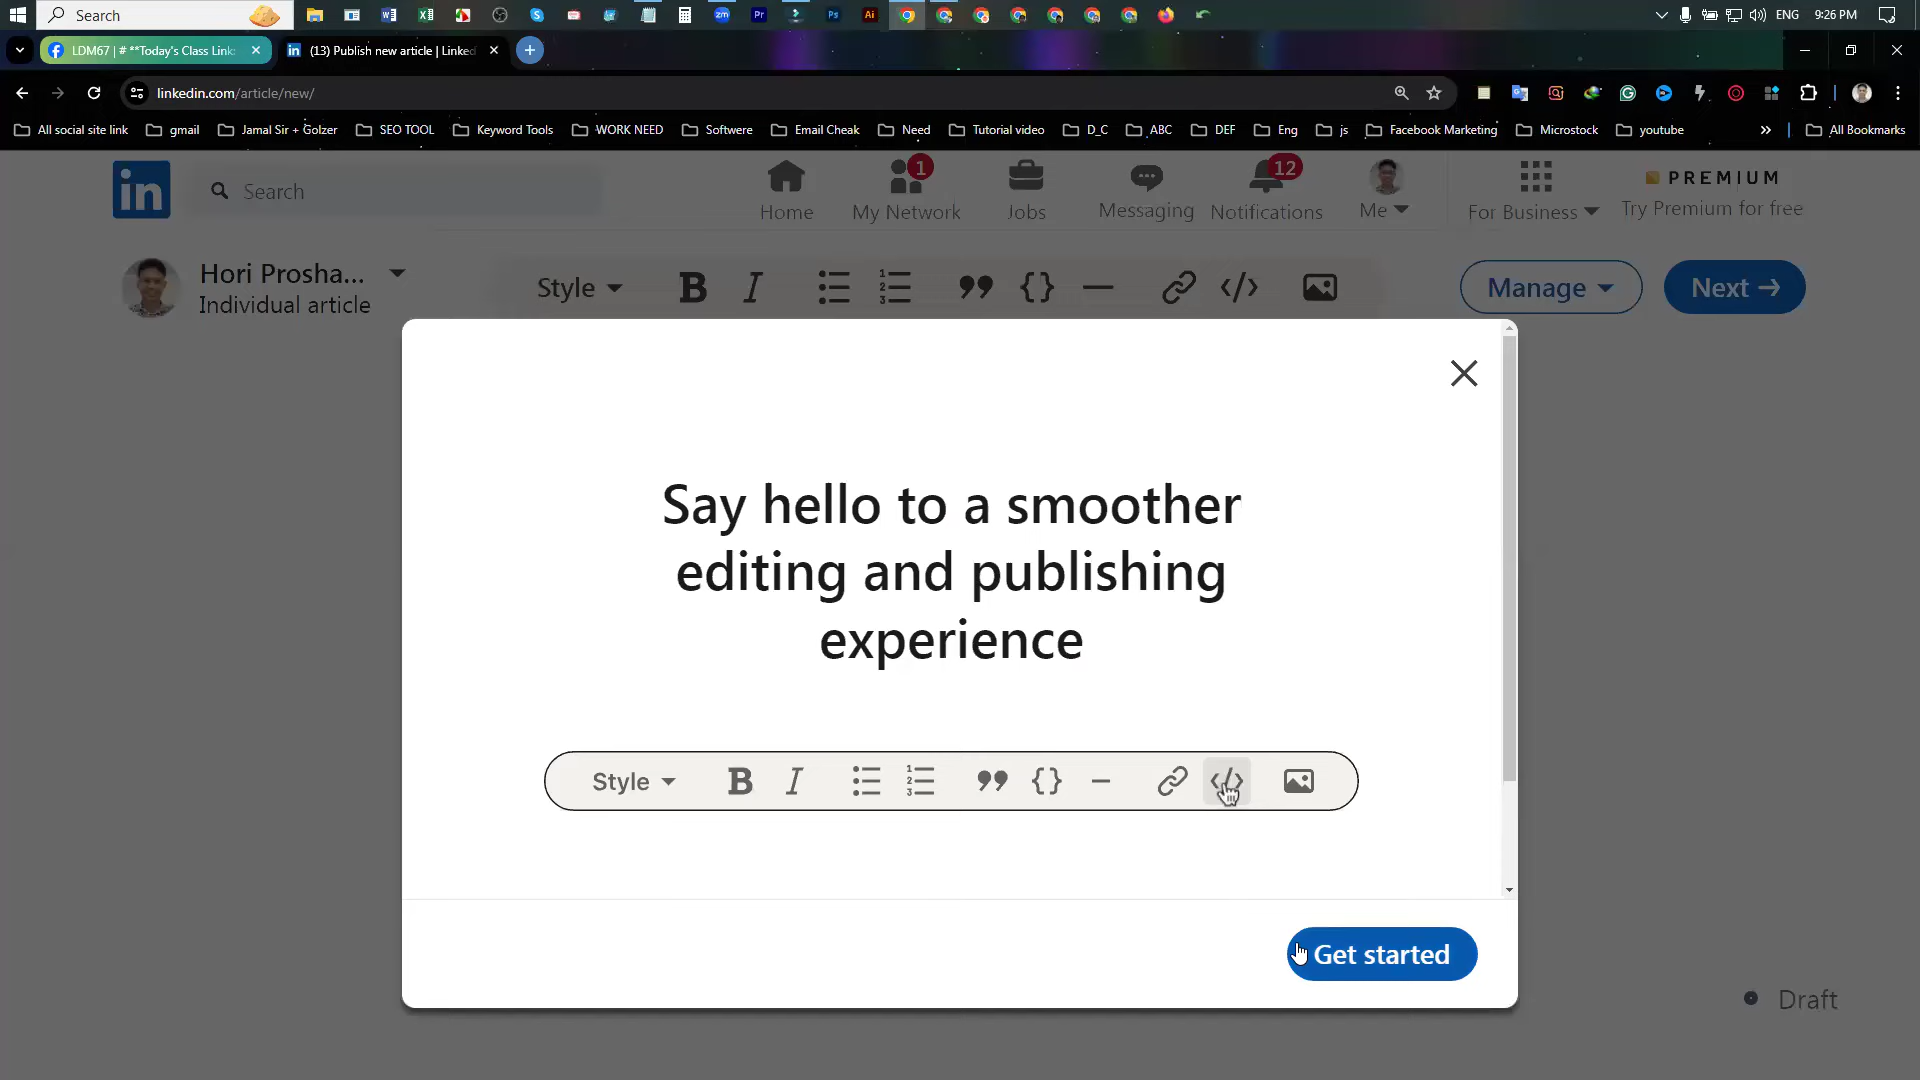 Search
ENG
9:26 PM
LDM67 | # **Today's Class Link
(13) Publish new article | Linked
linkedin.com/article/new/
All social site link
gmail
Jamal Sir + Golzer
SEO TOOL
Keyword Tools
WORK NEED
Softwere
Email Cheak
Need
Tutorial video
D_C
ABC
DEF
Eng
js
Facebook Marketing
Microstock
youtube
All Bookmarks
in
Search
Home
1
My Network
Jobs
Messaging
12
Notifications
Me
For Business
PREMIUM
Try Premium for free
Hori Prosha...
Individual article
Style
B
I
Manage
Next →
Say hello to a smoother
editing and publishing
experience
Style
B
I
Get started
Draft